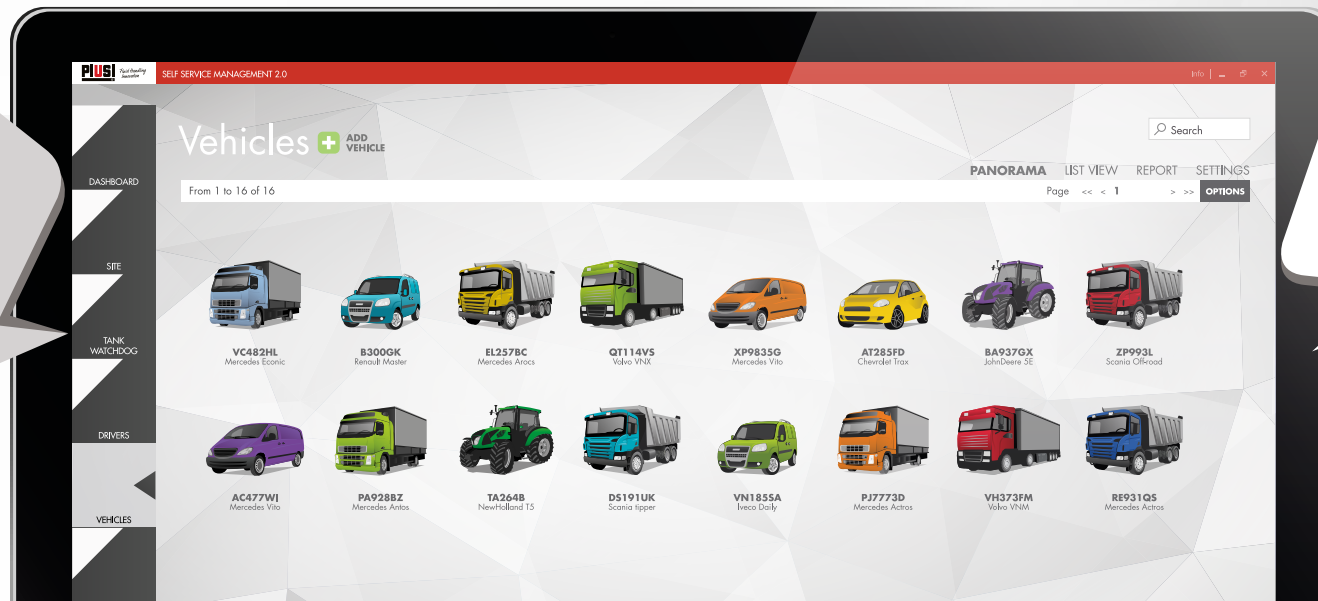 PIUSI Fluid Handling Innovation
SELF SERVICE MANAGEMENT 2.0
Info
Vehicles
ADD
VEHICLE
Search
PANORAMA LIST VIEW REPORT SETTINGS
From 1 to 16 of 16
Page << < 1 > >> OPTIONS
DASHBOARD
SITE
TANK
WATCHDOG
DRIVERS
VEHICLES
VC482HL
Mercedes Econic
B300GK
Renault Master
EL257BC
Mercedes Arocs
QT114VS
Volvo VNX
XP9835G
Mercedes Vito
AT285FD
Chevrolet Trax
BA937GX
JohnDeere 5E
ZP993L
Scania Off-road
AC477WJ
Mercedes Vito
PA928BZ
Mercedes Antos
TA264B
NewHolland T5
DS191UK
Scania tipper
VN185SA
Iveco Daily
PJ7773D
Mercedes Actros
VH373FM
Volvo VNM
RE931QS
Mercedes Actros